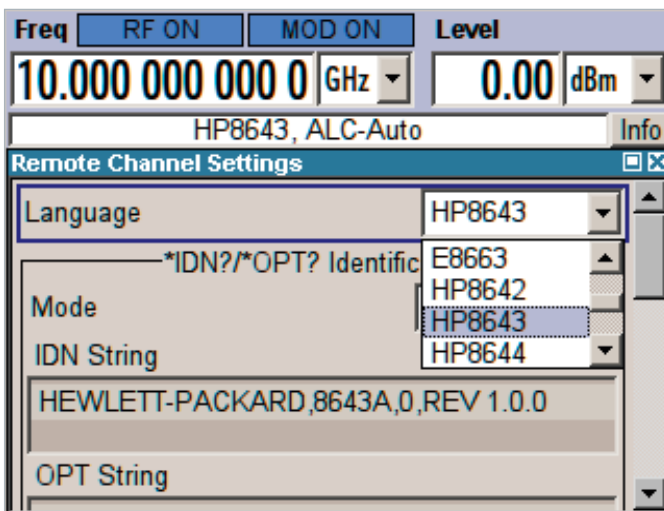 Freq RF ON MOD ON Level
10.000 000 000 0 GHz 0.00 dBm
HP8643, ALC-Auto Info
Remote Channel Settings
Language HP8643
E8663
*IDN?/*OPT? Identific
HP8642
Mode
HP8643
IDN String HP8644
HEWLETT-PACKARD,8643A,0,REV 1.0.0
OPT String